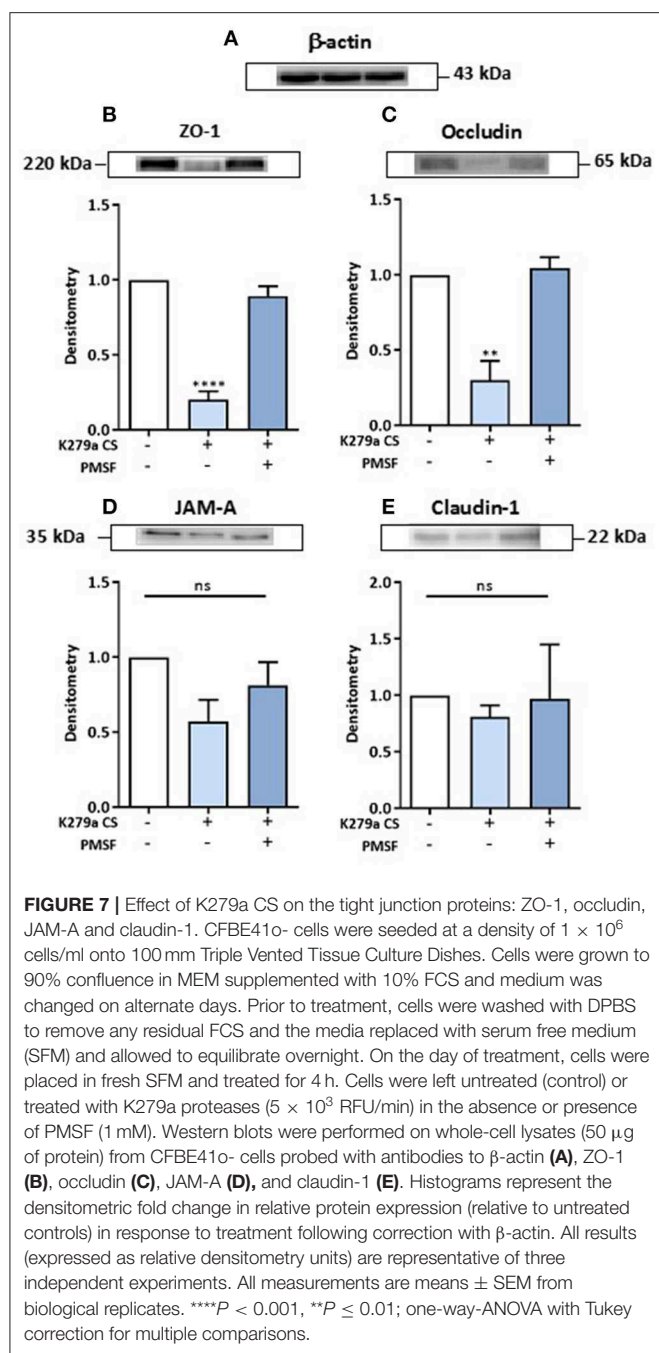 A
β-actin
43 kDa
B
ZO-1
220 kDa
1.5
1.0
0.5
0.0
Densitometry
****
K279a CS - + +
PMSF - - +
C
Occludin
65 kDa
1.5
1.0
0.5
0.0
Densitometry
**
K279a CS - + +
PMSF - - +
D
JAM-A
35 kDa
1.5
1.0
0.5
0.0
Densitometry
ns
K279a CS - + +
PMSF - - +
E
Claudin-1
22 kDa
2.0
1.5
1.0
0.5
0.0
Densitometry
ns
K279a CS - + +
PMSF - - +
FIGURE 7 | Effect of K279a CS on the tight junction proteins: ZO-1, occludin,
JAM-A and claudin-1. CFBE41o- cells were seeded at a density of 1 × 10⁶
cells/ml onto 100 mm Triple Vented Tissue Culture Dishes. Cells were grown to
90% confluence in MEM supplemented with 10% FCS and medium was
changed on alternate days. Prior to treatment, cells were washed with DPBS
to remove any residual FCS and the media replaced with serum free medium
(SFM) and allowed to equilibrate overnight. On the day of treatment, cells were
placed in fresh SFM and treated for 4 h. Cells were left untreated (control) or
treated with K279a proteases (5 × 10³ RFU/min) in the absence or presence
of PMSF (1 mM). Western blots were performed on whole-cell lysates (50 μg
of protein) from CFBE41o- cells probed with antibodies to β-actin (A), ZO-1
(B), occludin (C), JAM-A (D), and claudin-1 (E). Histograms represent the
densitometric fold change in relative protein expression (relative to untreated
controls) in response to treatment following correction with β-actin. All results
(expressed as relative densitometry units) are representative of three
independent experiments. All measurements are means ± SEM from
biological replicates. ****P < 0.001, **P ≤ 0.01; one-way-ANOVA with Tukey
correction for multiple comparisons.